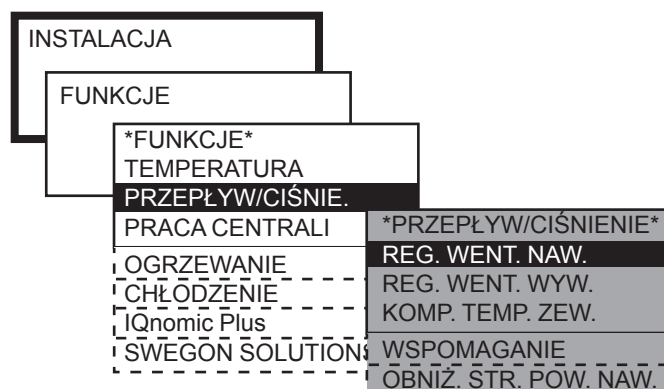 INSTALACJA
FUNKCJE
*FUNKCJE*
TEMPERATURA
PRZEPŁYW/CIŚNIE.
PRACA CENTRALI
OGRZEWANIE
CHŁODZENIE
IQnomic Plus
SWEGON SOLUTIONS
*PRZEPŁYW/CIŚNIENIE*
REG. WENT. NAW.
REG. WENT. WYW.
KOMP. TEMP. ZEW.
WSPOMAGANIE
OBNIŻ. STR. POW. NAW